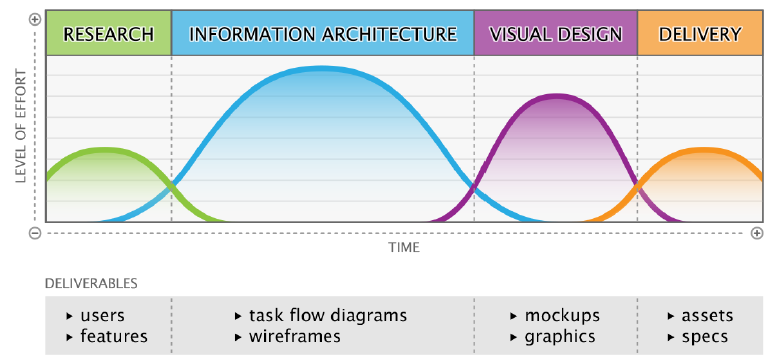 RESEARCH
INFORMATION ARCHITECTURE
VISUAL DESIGN
DELIVERY
LEVEL OF EFFORT
TIME
DELIVERABLES
▸ users
▸ features
▸ task flow diagrams
▸ wireframes
▸ mockups
▸ graphics
▸ assets
▸ specs